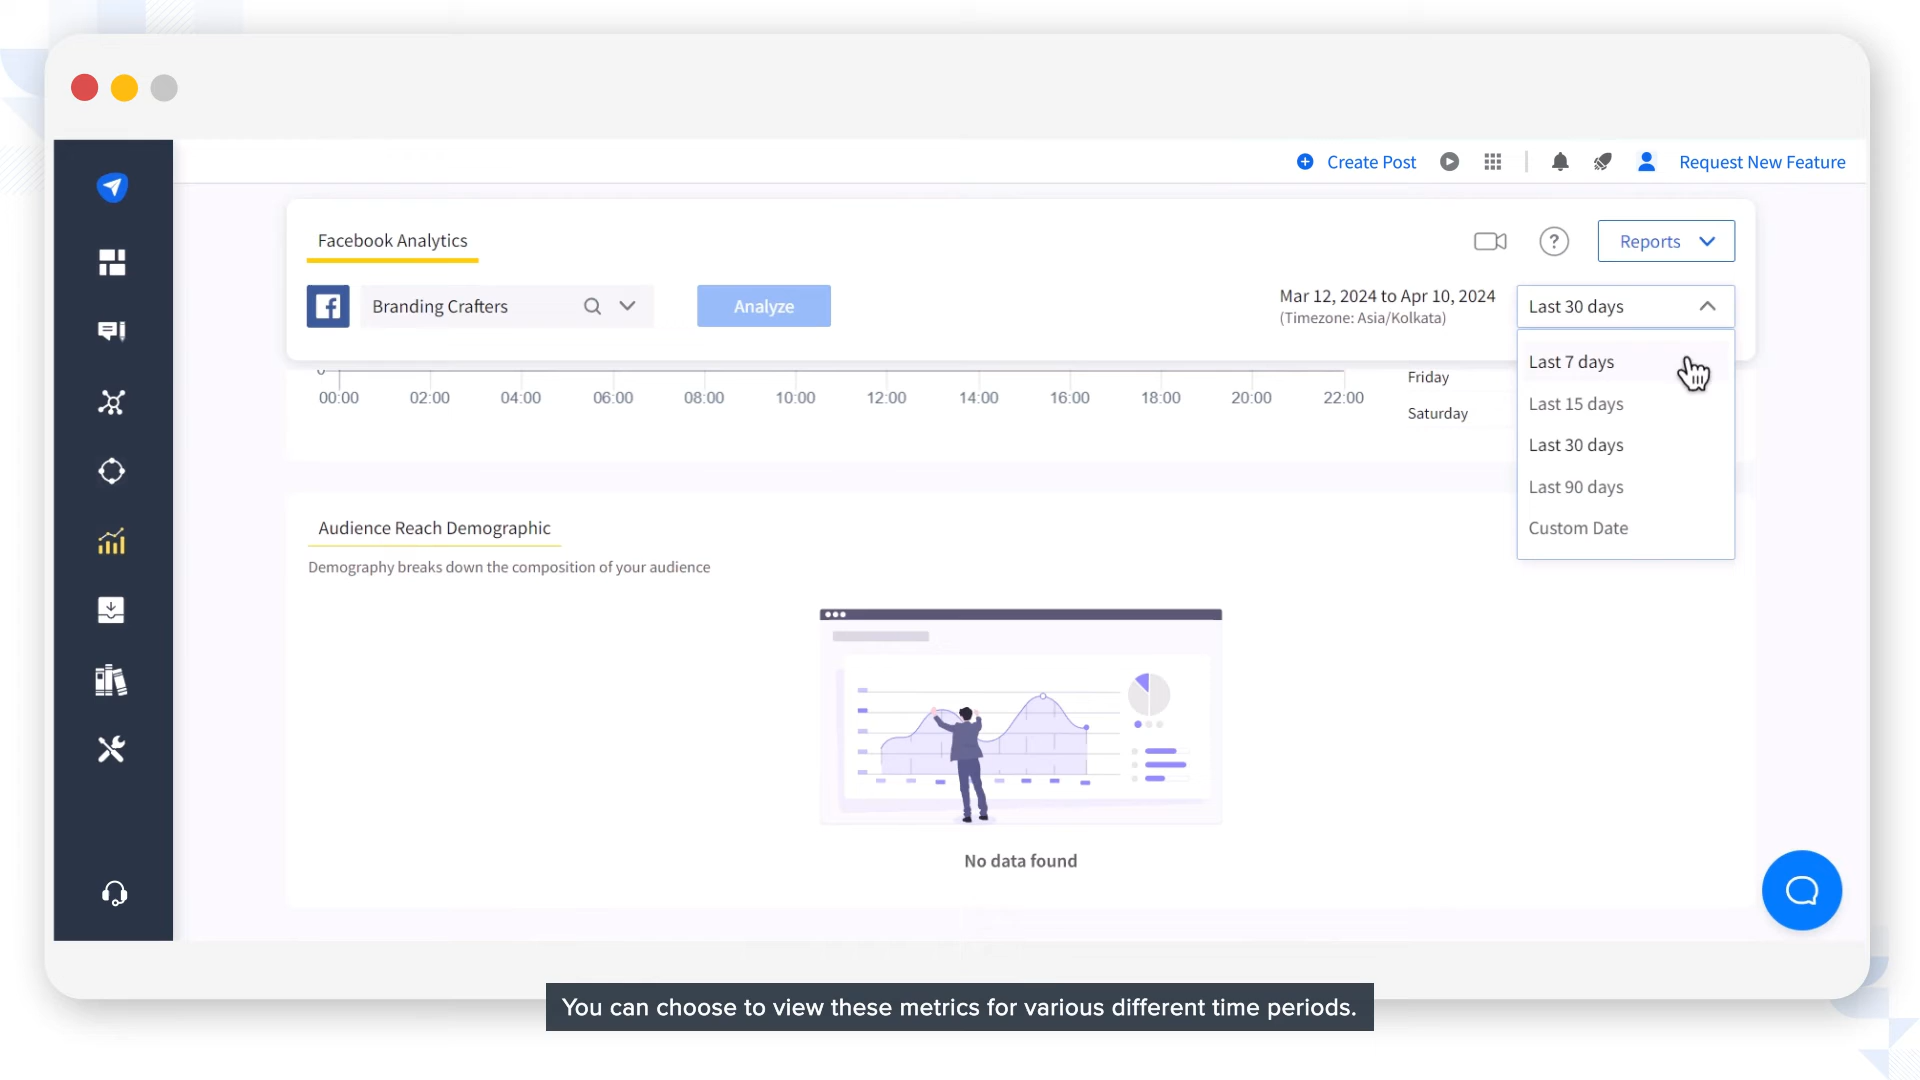 Create Post
Request New Feature
Facebook Analytics
Reports
Branding Crafters
Analyze
Mar 12, 2024 to Apr 10, 2024
(Timezone: Asia/Kolkata)
Last 30 days
Last 7 days
Last 15 days
Last 30 days
Last 90 days
Custom Date
0
00:00 02:00 04:00 06:00 08:00 10:00 12:00 14:00 16:00 18:00 20:00 22:00
Friday
Saturday
Audience Reach Demographic
Demography breaks down the composition of your audience
No data found
You can choose to view these metrics for various different time periods.